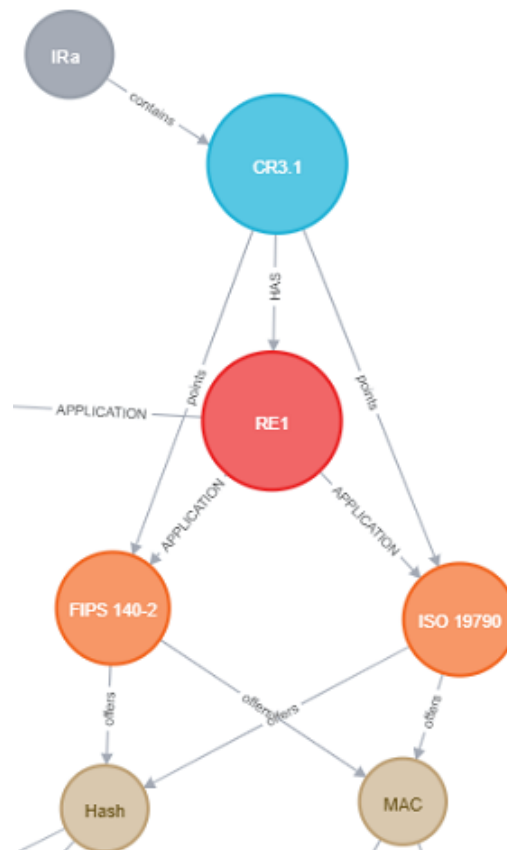 IRa
contains
CR3.1
HAS
points
points
RE1
APPLICATION
APPLICATION
APPLICATION
FIPS 140-2
ISO 19790
offers
offers
offers
offers
Hash
MAC